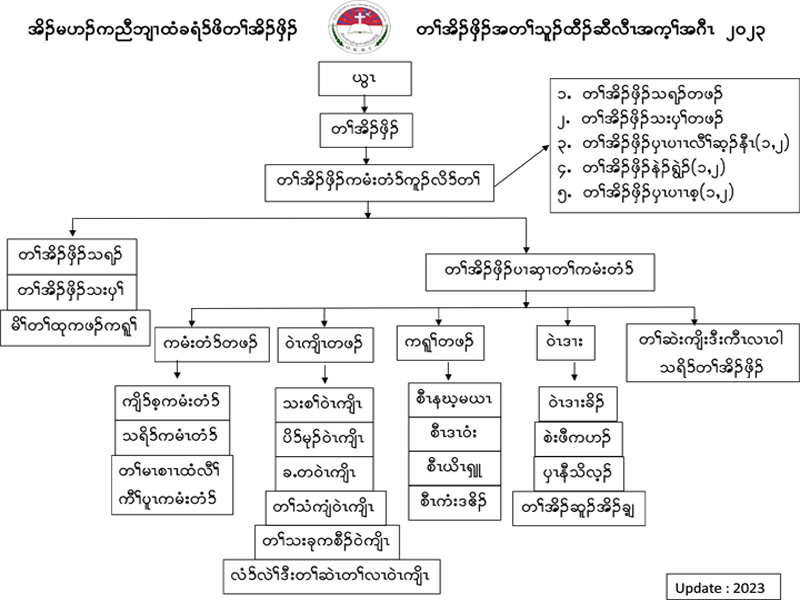 အိၣ်မဟၣ်ကညီဘျၢထံခရံာ်ဖိတၢ်အိၣ်ဖှိၣ် တၢ်အိၣ်ဖှိၣ်အတၢ်သူၣ်ထီၣ်ဆီလီၤအက့ၢ်အဂီၤ ၂၀၂၃
ယွၤ
တၢ်အိၣ်ဖှိၣ်
တၢ်အိၣ်ဖှိၣ်ကမံးတံာ်ကူၣ်လိာ်တၢ်
၁. တၢ်အိၣ်ဖှိၣ်သရၣ်တဖၣ်
၂. တၢ်အိၣ်ဖှိၣ်သးပှၢ်တဖၣ်
၃. တၢ်အိၣ်ဖှိၣ်ပှၤပၢၤလီၢ်ဆ့ၣ်နီၤ(၁,၂)
၄. တၢ်အိၣ်ဖှိၣ်နဲၣ်ရွဲၣ်(၁,၂)
၅. တၢ်အိၣ်ဖှိၣ်ပှၤပၢၤစ့(၁,၂)
တၢ်အိၣ်ဖှိၣ်သရၣ်
တၢ်အိၣ်ဖှိၣ်သးပှၢ်
မိၢ်တၢ်ထုကဖၣ်ကရူၢ်
တၢ်အိၣ်ဖှိၣ်ပၢဆှၢတၢ်ကမံးတံာ်
ကမံးတံာ်တဖၣ်
ဝဲၤကျိၤတဖၣ်
ကရူၢ်တဖၣ်
ဝဲၤဒၢး
တၢ်ဆဲးကျိးဒီးကီၤလၤဝါ
သရိာ်တၢ်အိၣ်ဖှိၣ်
ကျိာ်စ့ကမံးတံာ်
သရိာ်ကမံၤတံာ်
တၢ်မၤစၢၤထံလီၢ်
ကီၢ်ပူၤကမံးတံာ်
သးစၢ်ဝဲၤကျိၤ
ပိာ်မုၣ်ဝဲၤကျိၤ
ခ.တဝဲၤကျိၤ
တၢ်သံကျံဝဲၤကျိၤ
တၢ်သးခုကစီၣ်ဝဲကျိၤ
လံာ်လဲၢ်ဒီးတၢ်ဆဲၤတၢ်လၤဝဲၤကျိၤ
စီၤနဃ့မယၤ
စီၤဒၤဝံး
စီၤယိၤရှူ
စီၤကံးဒဧိၣ်
ဝဲၤဒၢးခိၣ်
စဲးဖီကဟၣ်
ပှၤနီသိလ့ၣ်
တၢ်အိၣ်ဆူၣ်အိၣ်ချ့
Update : 2023